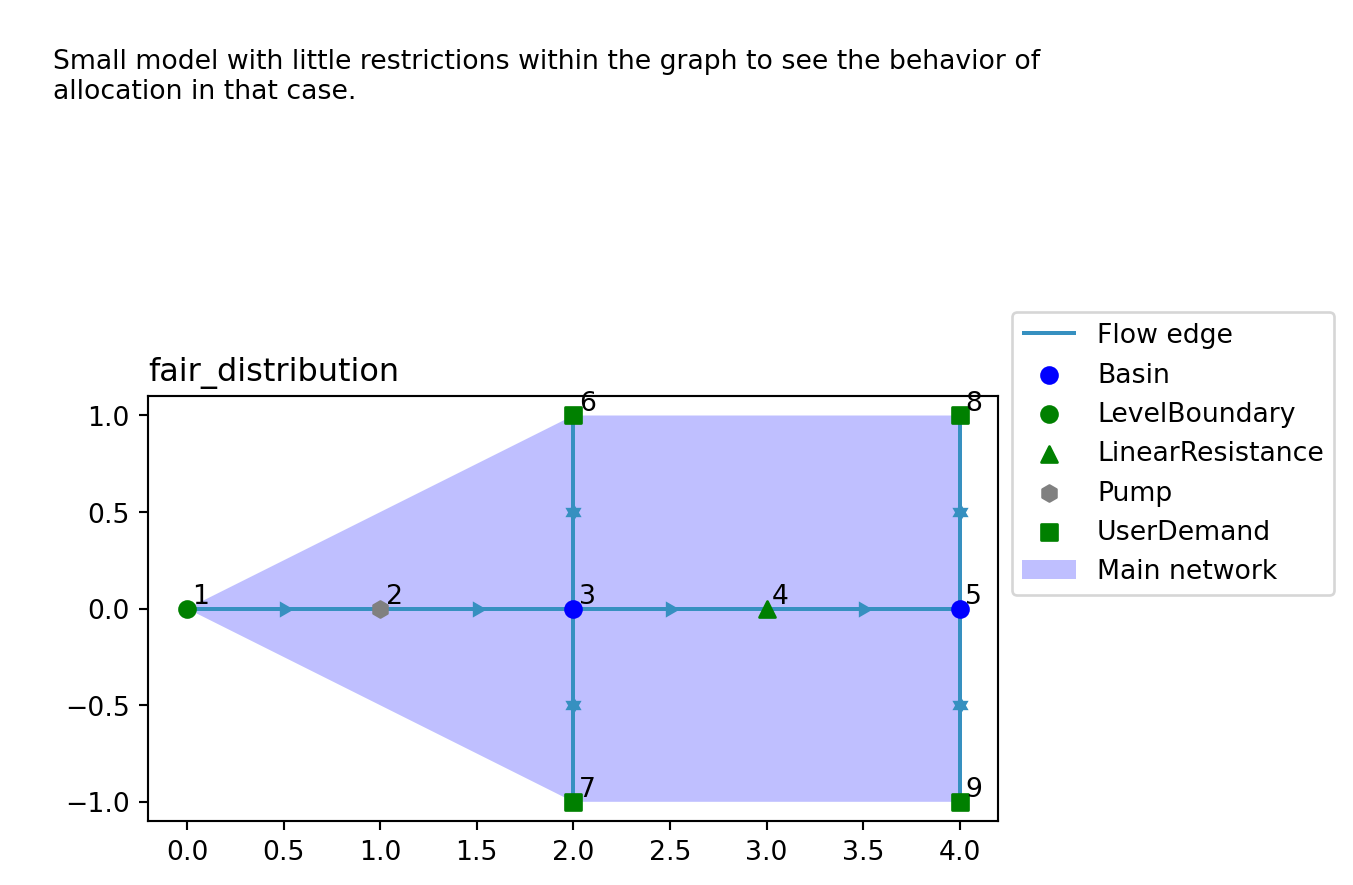 Small model with little restrictions within the graph to see the behavior of
allocation in that case.
fair_distribution
Flow edge
Basin
LevelBoundary
LinearResistance
Pump
UserDemand
Main network
1.0
0.5
0.0
−0.5
−1.0
6
8
1
2
3
4
5
7
9
0.0 0.5 1.0 1.5 2.0 2.5 3.0 3.5 4.0